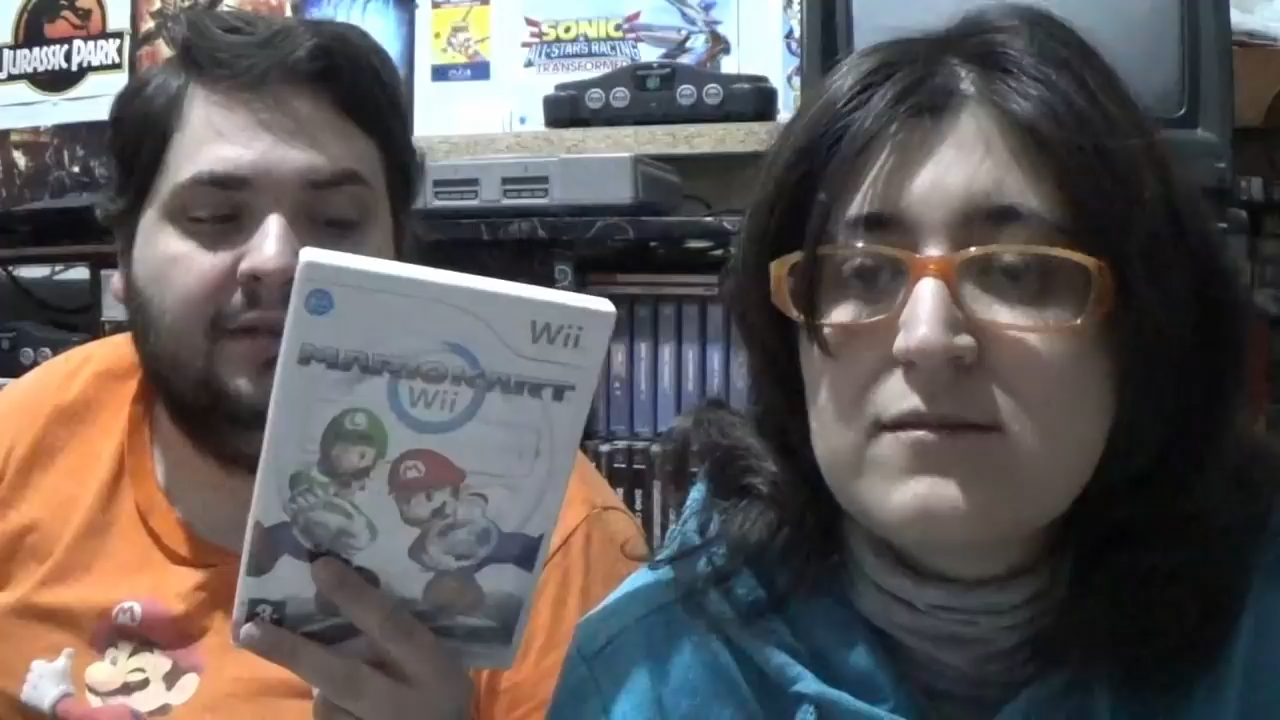 JURASSIC PARK
SONIC
ALL-STARS RACING
TRANSFORMED
Wii
MARIOKART
Wii
L
M
M